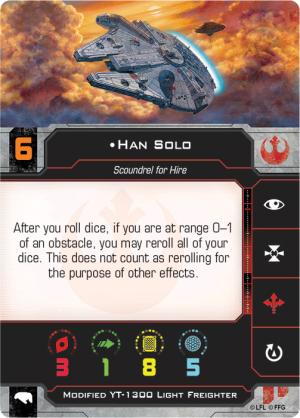 6
•Han Solo
Scoundrel for Hire
After you roll dice, if you are at range 0–1
of an obstacle, you may reroll all of your
dice. This does not count as rerolling for
the purpose of other effects.
3 1 8 5
Modified YT-1300 Light Freighter
©LFL ©FFG